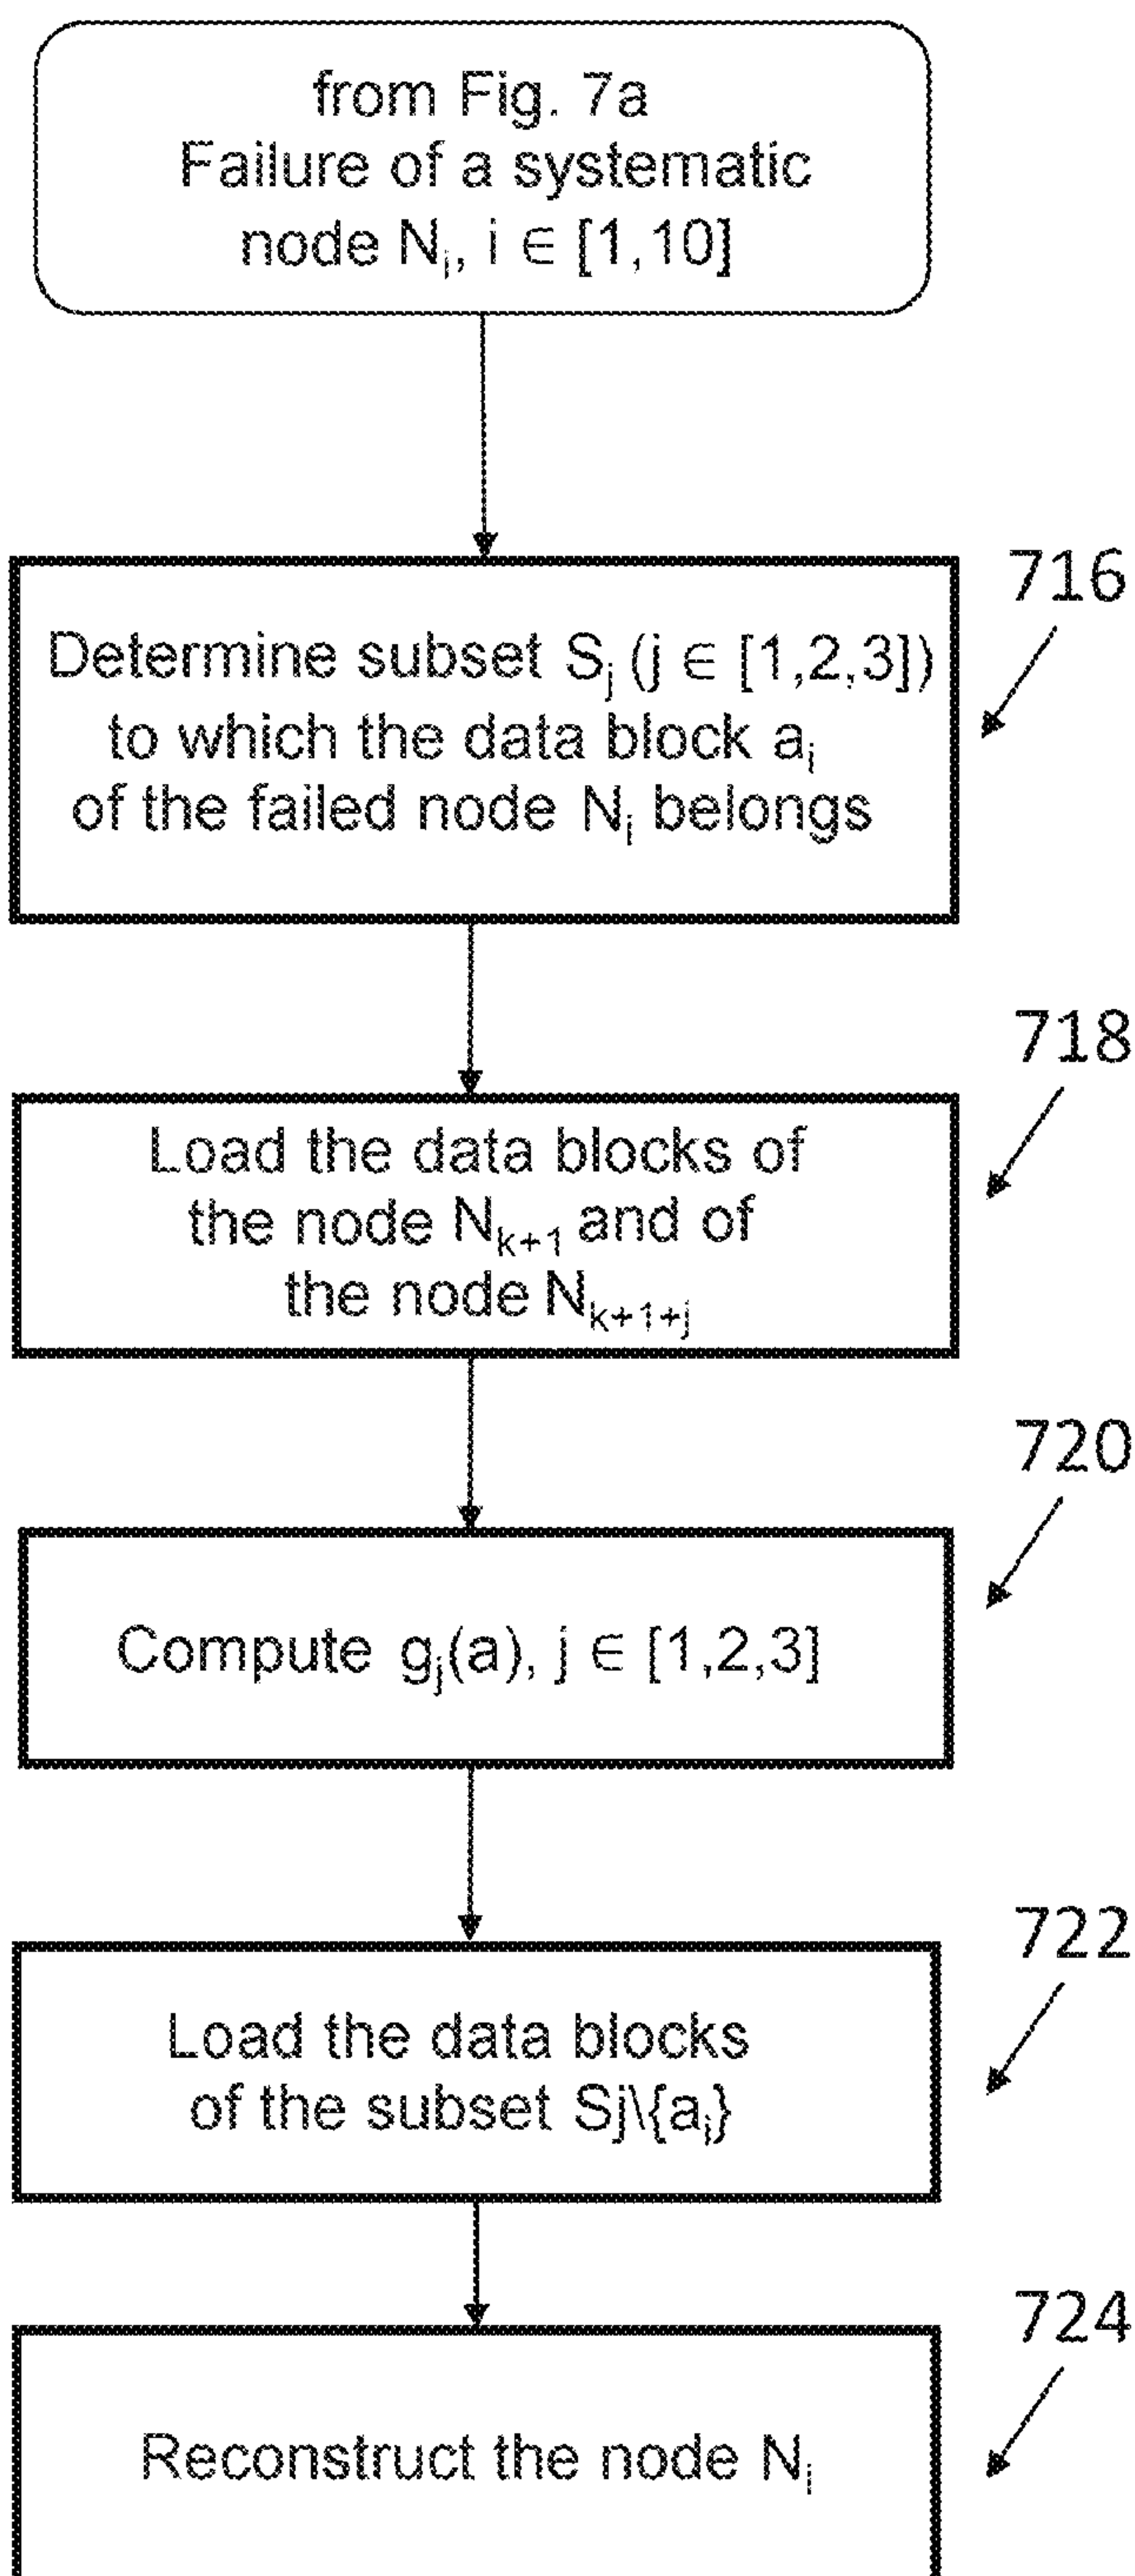 from Fig. 7a
Failure of a systematic
node Nᵢ, i ∈ [1,10]
716
Determine subset Sⱼ (j ∈ [1,2,3])
to which the data block aᵢ
of the failed node Nᵢ belongs
718
Load the data blocks of
the node Nₖ₊₁ and of
the node Nₖ₊₁₊ⱼ
720
Compute gⱼ(a), j ∈ [1,2,3]
722
Load the data blocks
of the subset Sj\{aᵢ}
724
Reconstruct the node Nᵢ